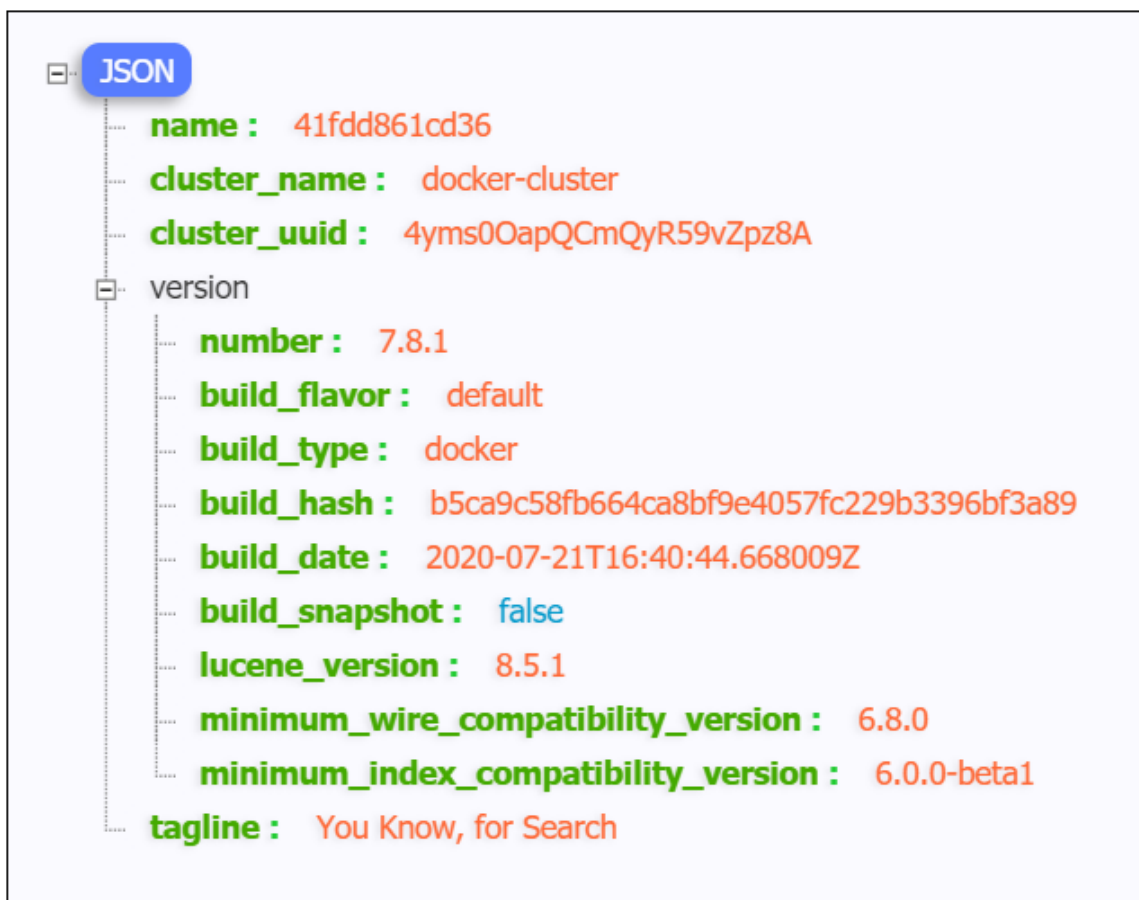 JSON
name : 41fdd861cd36
cluster_name : docker-cluster
cluster_uuid : 4yms0OapQCmQyR59vZpz8A
version
number : 7.8.1
build_flavor : default
build_type : docker
build_hash : b5ca9c58fb664ca8bf9e4057fc229b3396bf3a89
build_date : 2020-07-21T16:40:44.668009Z
build_snapshot : false
lucene_version : 8.5.1
minimum_wire_compatibility_version : 6.8.0
minimum_index_compatibility_version : 6.0.0-beta1
tagline : You Know, for Search